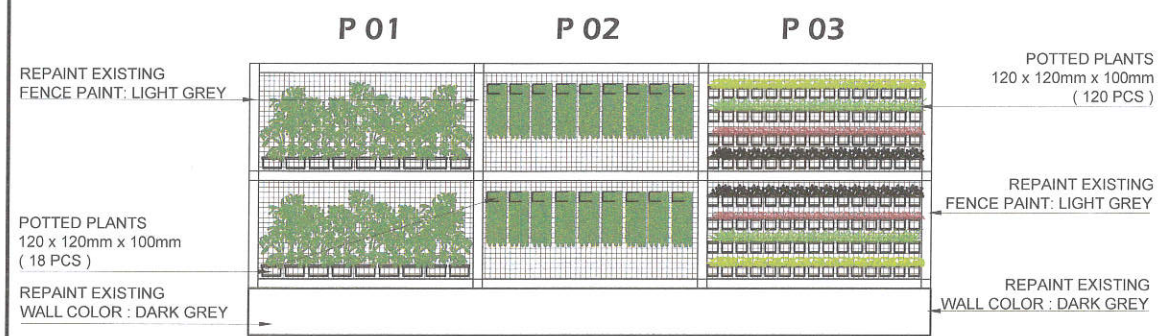 P 01
P 02
P 03
REPAINT EXISTING
FENCE PAINT: LIGHT GREY
POTTED PLANTS
120 x 120mm x 100mm
( 18 PCS )
REPAINT EXISTING
WALL COLOR : DARK GREY
POTTED PLANTS
120 x 120mm x 100mm
( 120 PCS )
REPAINT EXISTING
FENCE PAINT: LIGHT GREY
REPAINT EXISTING
WALL COLOR : DARK GREY